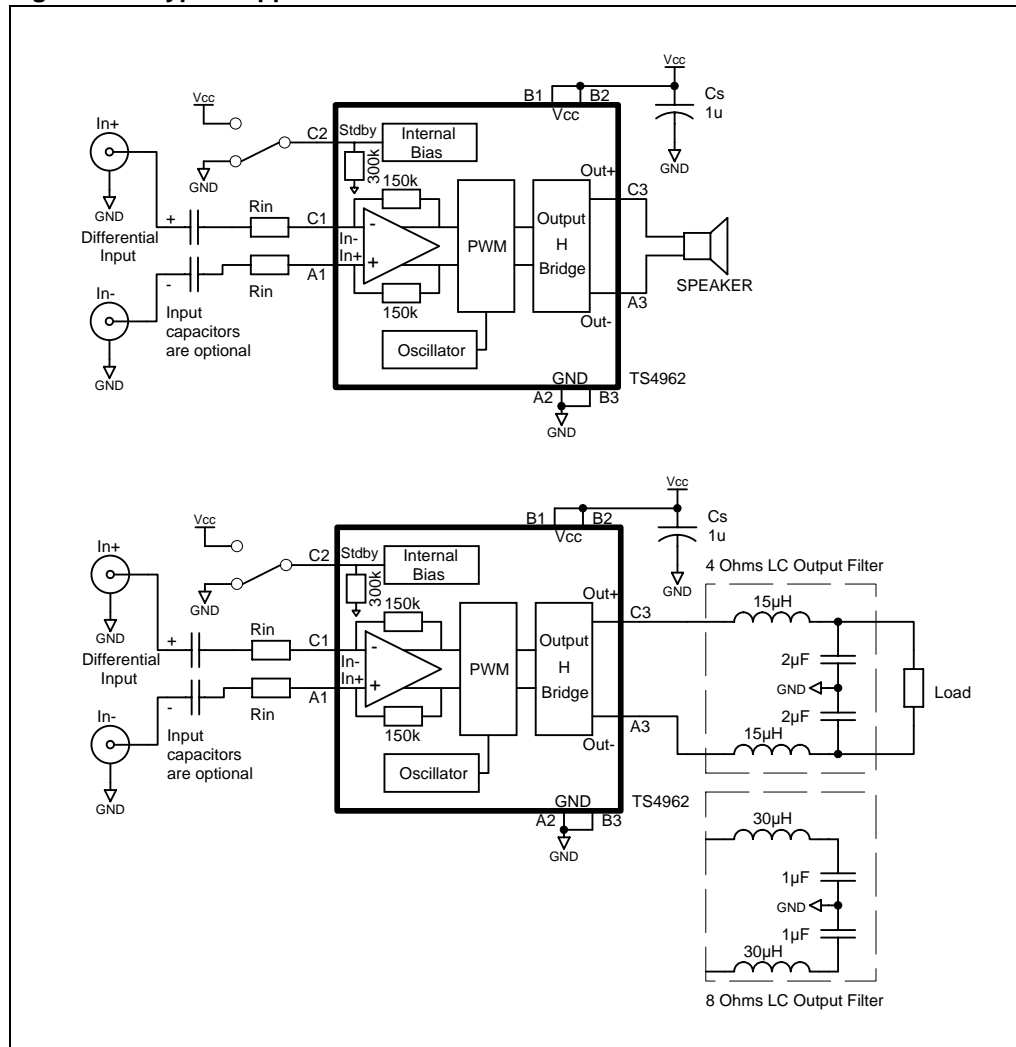 Vcc
B1
B2
Vcc
Cs
1u
GND
In+
Vcc
C2
Stdby
Internal
Bias
300k
GND
GND
150k
Out+
C3
+
Rin
C1
-
In-
In+
+
PWM
Output
H
Bridge
SPEAKER
Differential
Input
A1
Rin
-
In-
150k
A3
Out-
Input
capacitors
are optional
Oscillator
GND
GND
TS4962
A2
B3
GND
Vcc
B1
B2
Vcc
Cs
1u
GND
In+
Vcc
C2
Stdby
Internal
Bias
300k
GND
GND
150k
Out+
C3
4 Ohms LC Output Filter
15µH
+
Rin
C1
-
In-
In+
+
PWM
Output
H
Bridge
2µF
GND
2µF
Load
Differential
Input
A1
Rin
-
In-
150k
A3
Out-
15µH
Input
capacitors
are optional
Oscillator
GND
GND
TS4962
A2
B3
GND
30µH
1µF
GND
1µF
30µH
8 Ohms LC Output Filter